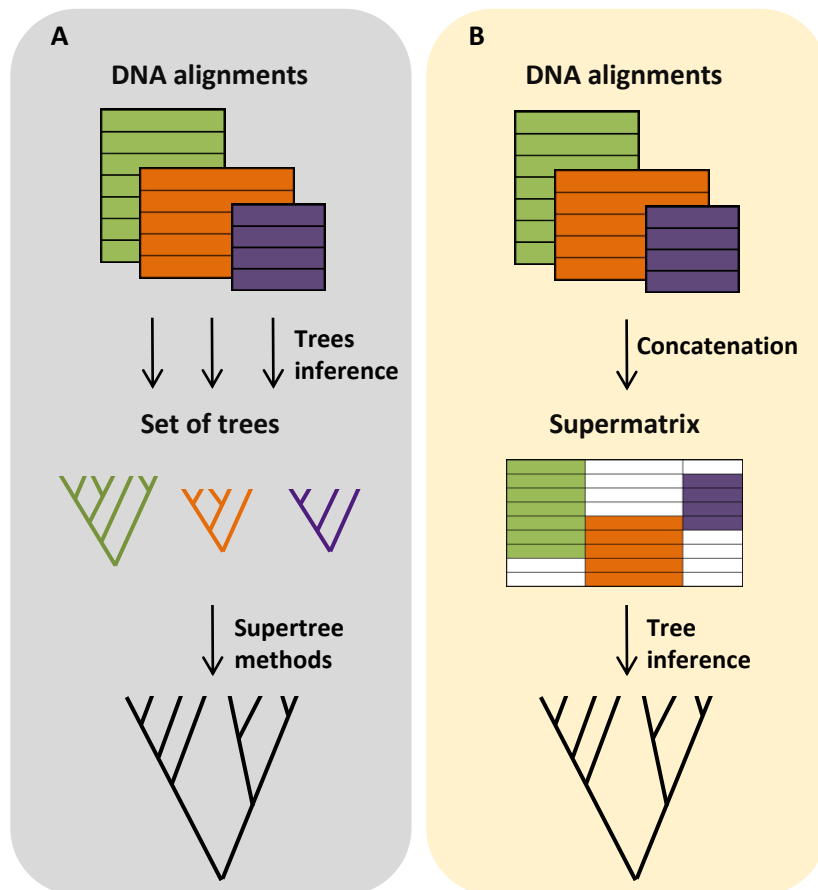 A
DNA alignments
Trees
inference
Set of trees
Supertree
methods
B
DNA alignments
Concatenation
Supermatrix
Tree
inference